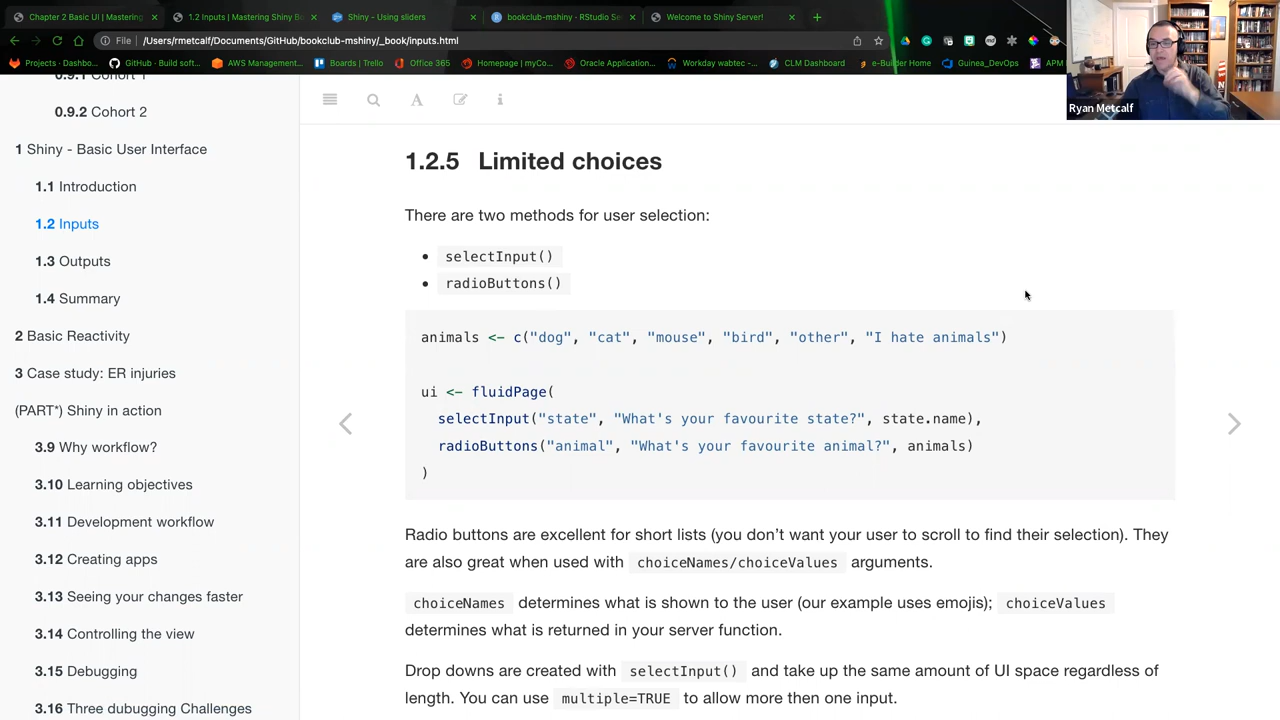 Chapter 2 Basic UI | Mastering
1.2 Inputs | Mastering Shiny B
Shiny - Using sliders
bookclub-mshiny - RStudio Se
Welcome to Shiny Server!
File | /Users/rmetcalf/Documents/GitHub/bookclub-mshiny/_book/inputs.html
Projects - Dashbo...
GitHub · Build soft...
AWS Management...
Boards | Trello
Office 365
Homepage | myCo...
Oracle Application...
Workday wabtec -...
CLM Dashboard
e-Builder Home
Guinea_DevOps
APM
Ryan Metcalf
0.9.1 Cohort 1
0.9.2 Cohort 2
1 Shiny - Basic User Interface
1.1 Introduction
1.2 Inputs
1.3 Outputs
1.4 Summary
2 Basic Reactivity
3 Case study: ER injuries
(PART*) Shiny in action
3.9 Why workflow?
3.10 Learning objectives
3.11 Development workflow
3.12 Creating apps
3.13 Seeing your changes faster
3.14 Controlling the view
3.15 Debugging
3.16 Three dubugging Challenges
1.2.5 Limited choices
There are two methods for user selection:
• selectInput()
• radioButtons()
animals <- c("dog", "cat", "mouse", "bird", "other", "I hate animals")
ui <- fluidPage(
selectInput("state", "What's your favourite state?", state.name),
radioButtons("animal", "What's your favourite animal?", animals)
)
Radio buttons are excellent for short lists (you don't want your user to scroll to find their selection). They
are also great when used with choiceNames/choiceValues arguments.
choiceNames determines what is shown to the user (our example uses emojis); choiceValues
determines what is returned in your server function.
Drop downs are created with selectInput() and take up the same amount of UI space regardless of
length. You can use multiple=TRUE to allow more then one input.